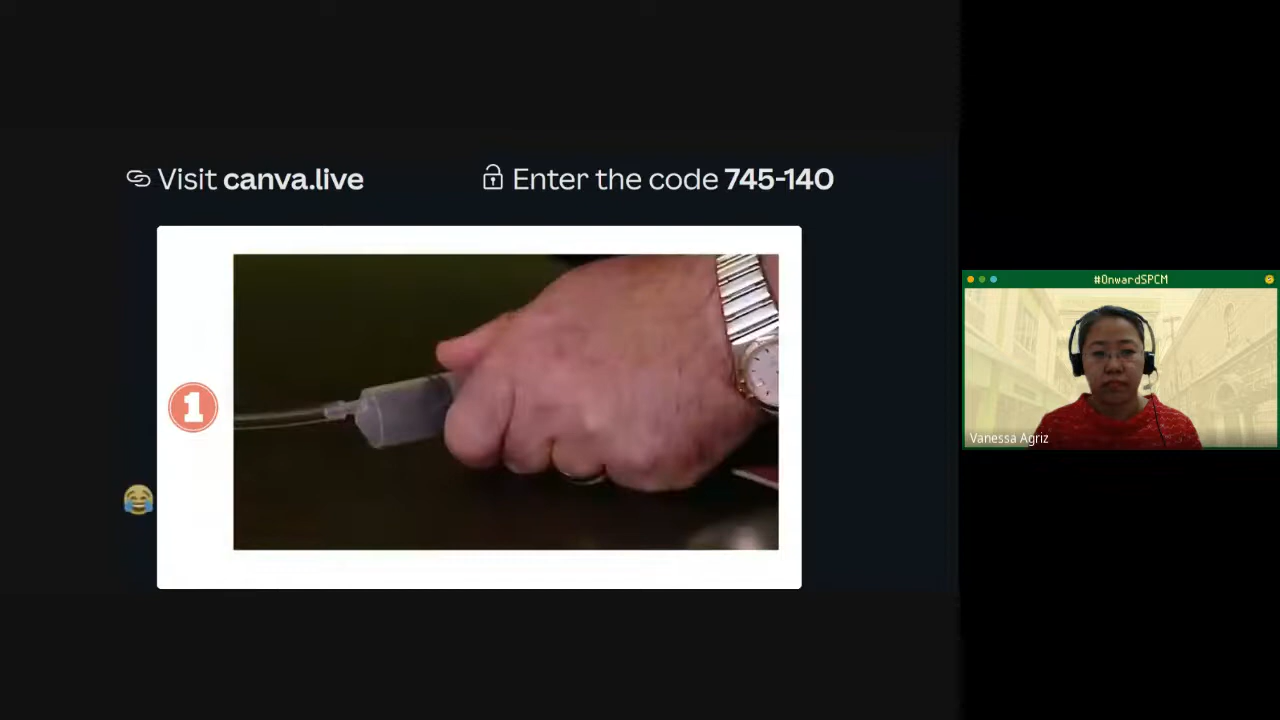 Visit canva.live
Enter the code 745-140
1
#OnwardSPCM
Vanessa Agriz